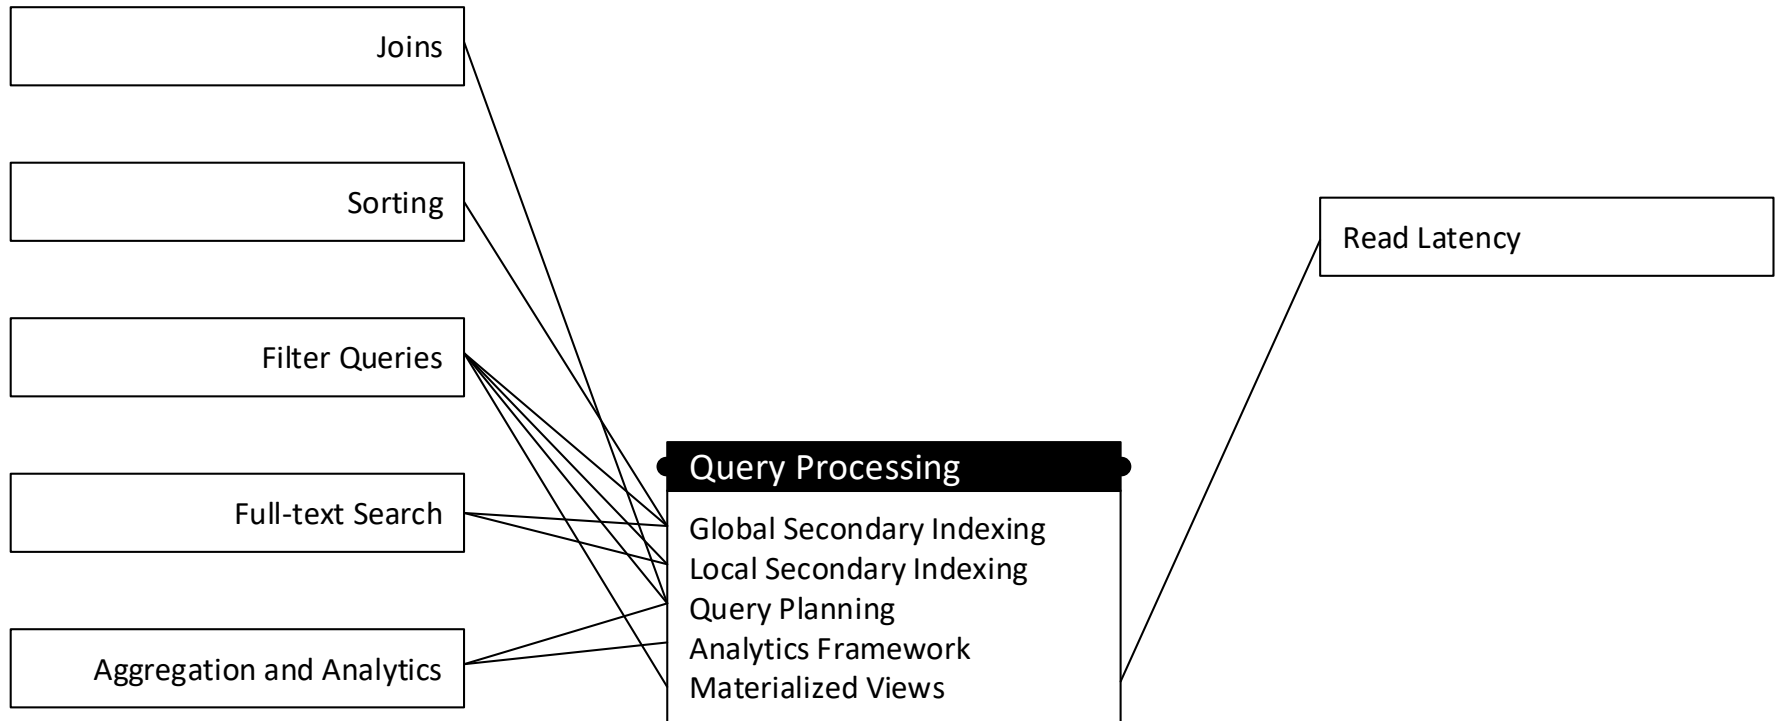 Joins
Sorting
Filter Queries
Full-text Search
Aggregation and Analytics
Query Processing
Global Secondary Indexing
Local Secondary Indexing
Query Planning
Analytics Framework
Materialized Views
Read Latency